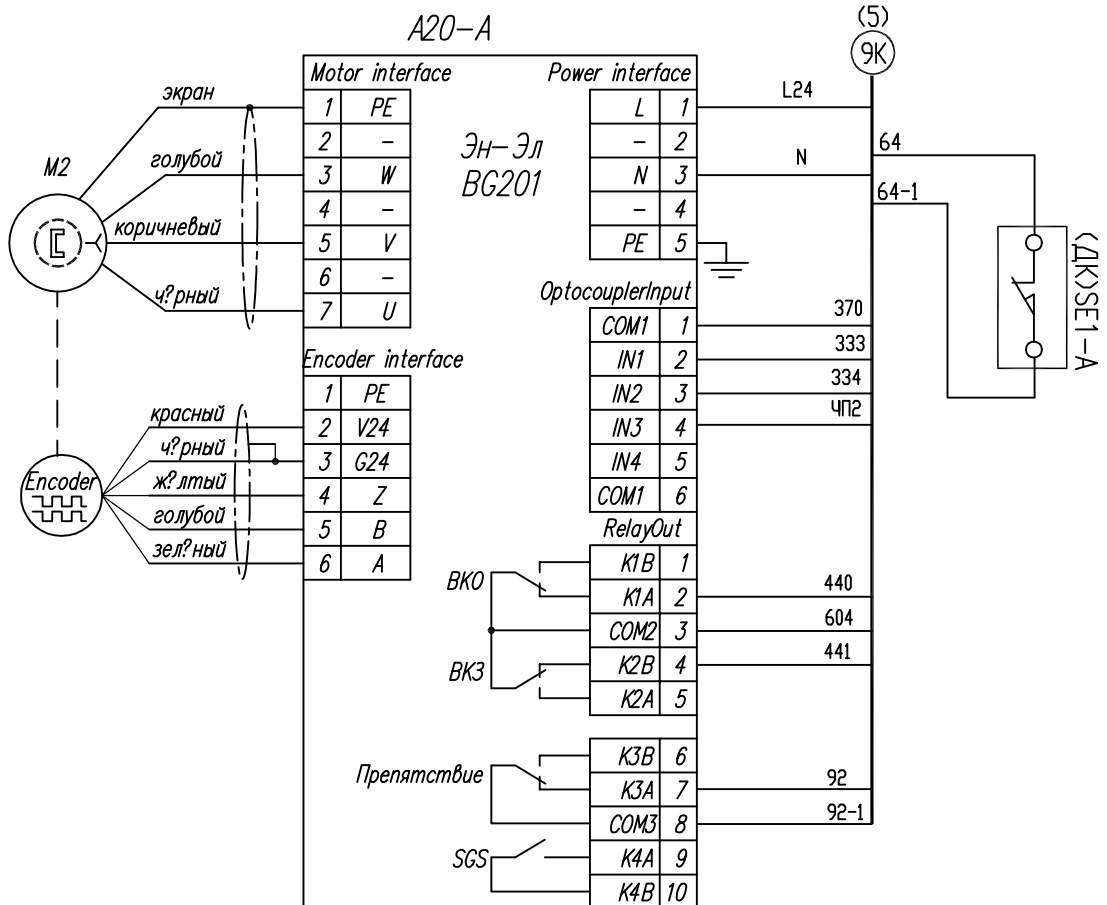 А20-А
(5)
9К
Motor interface
1 PE
2 -
3 W
4 -
5 V
6 -
7 U
экран
голубой
коричневый
ч?рный
M2
Эн-Эл
BG201
Power interface
L 1
- 2
N 3
- 4
PE 5
L24
N
64
64-1
(ДК)SE1-A
OptocouplerInput
COM1 1
IN1 2
IN2 3
IN3 4
IN4 5
COM1 6
370
333
334
ЧП2
Encoder interface
1 PE
2 V24
3 G24
4 Z
5 B
6 A
красный
ч?рный
ж?лтый
голубой
зел?ный
Encoder
RelayOut
K1B 1
K1A 2
COM2 3
K2B 4
K2A 5
ВКО
ВКЗ
440
604
441
K3B 6
K3A 7
COM3 8
K4A 9
K4B 10
Препятствие
SGS
92
92-1